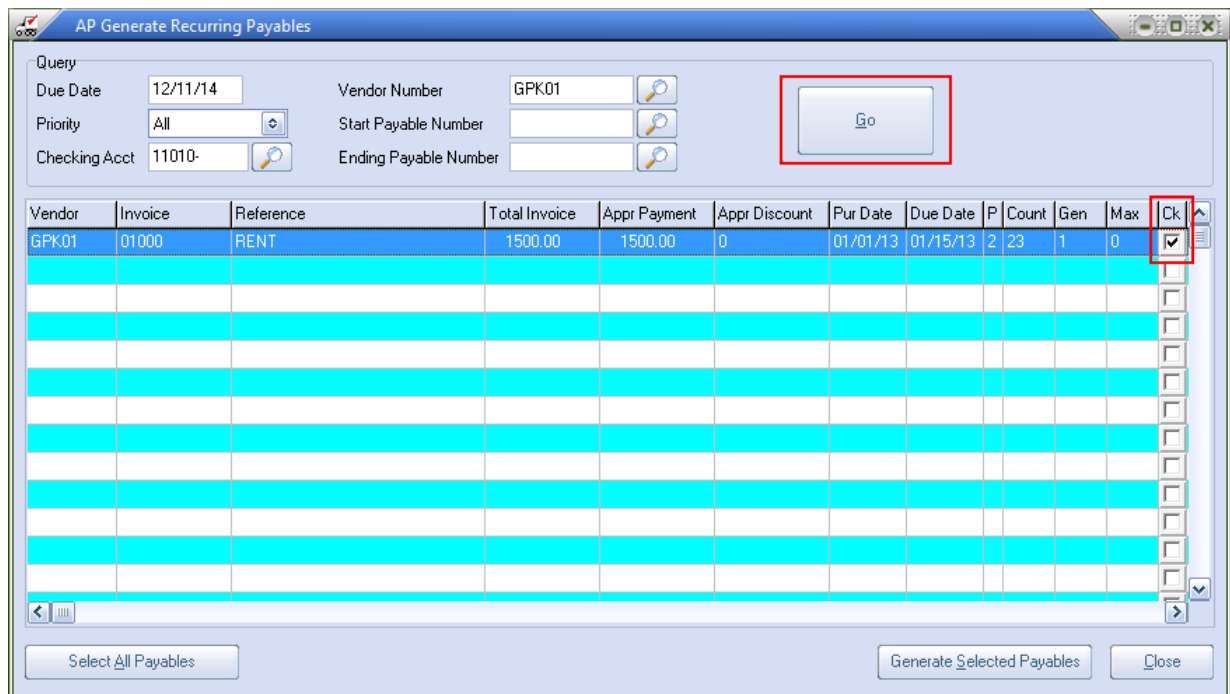 AP Generate Recurring Payables
Query
Due Date 12/11/14 Vendor Number GPK01
Go
Priority All Start Payable Number
Checking Acct 11010- Ending Payable Number
Vendor Invoice Reference Total Invoice Appr Payment Appr Discount Pur Date Due Date P Count Gen Max Ck
GPK01 01000 RENT 1500.00 1500.00 0 01/01/13 01/15/13 2 23 1 0
Select All Payables Generate Selected Payables Close